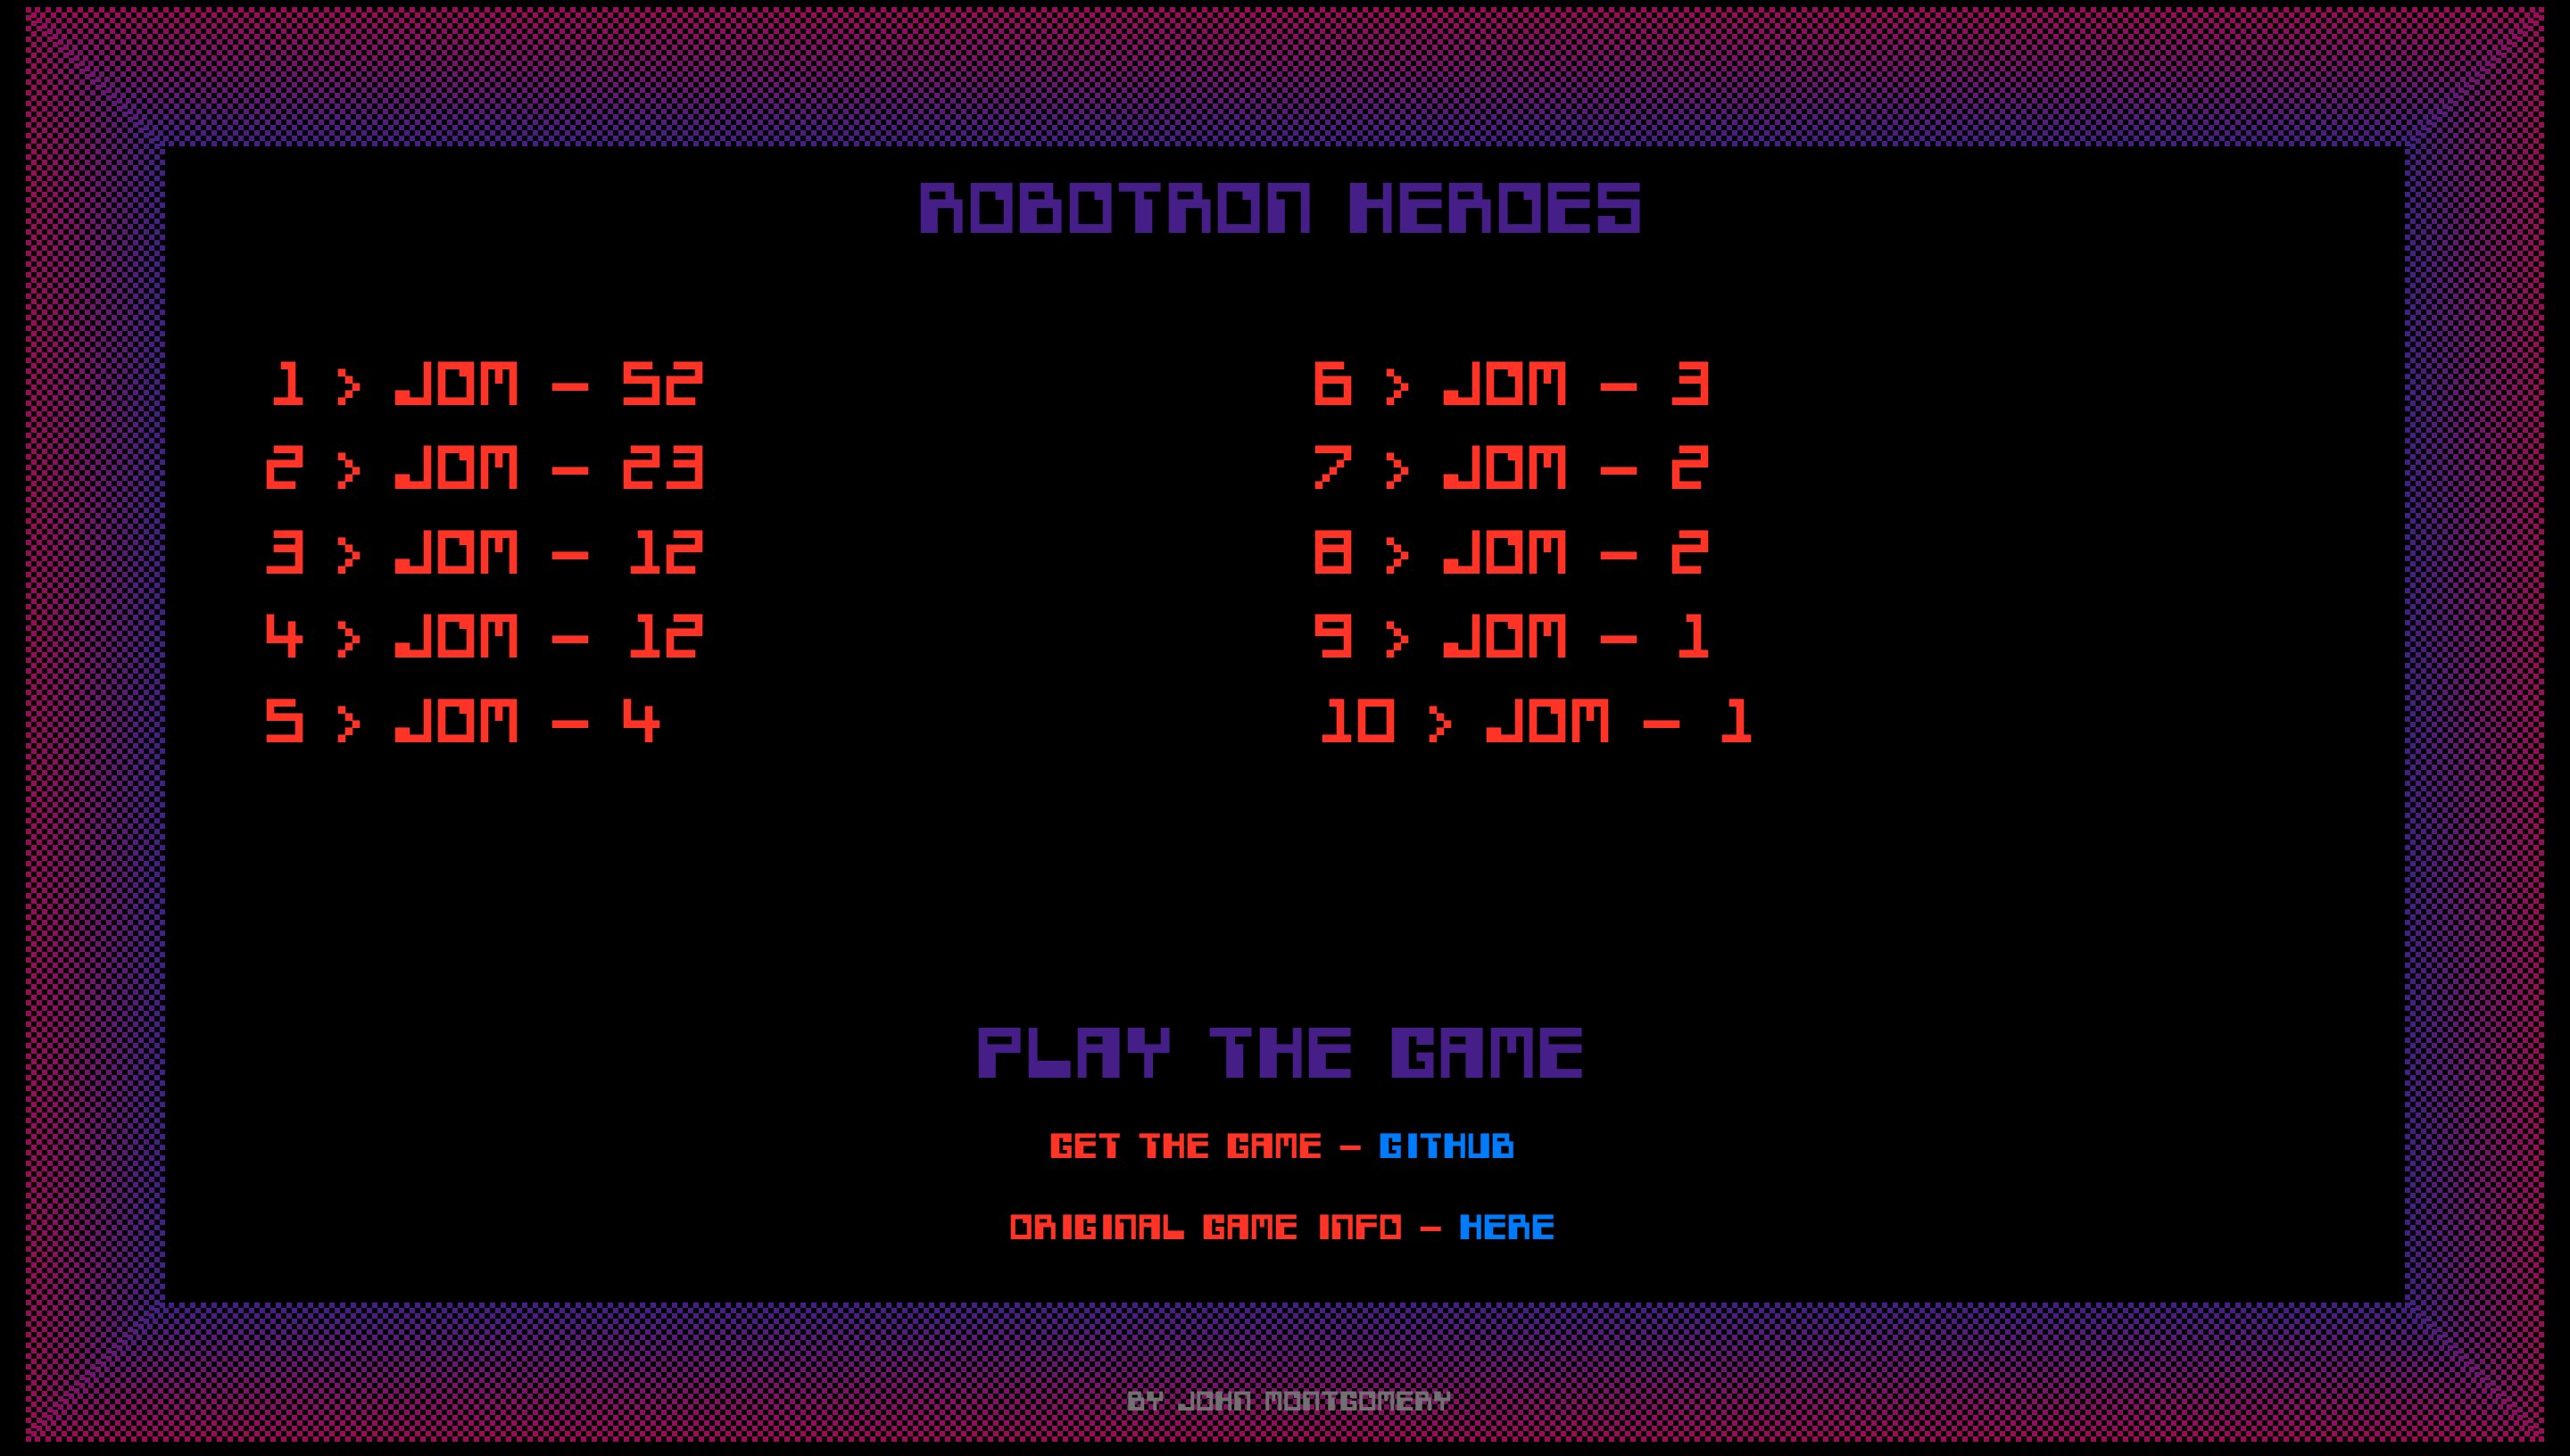 ROBOTRON HEROES
1 > JOM - 52
2 > JOM - 23
3 > JOM - 12
4 > JOM - 12
5 > JOM - 4
6 > JOM - 3
7 > JOM - 2
8 > JOM - 2
9 > JOM - 1
10 > JOM - 1
PLAY THE GAME
GET THE GAME - GITHUB
ORIGINAL GAME INFO - HERE
BY JOHN MONTGOMERY